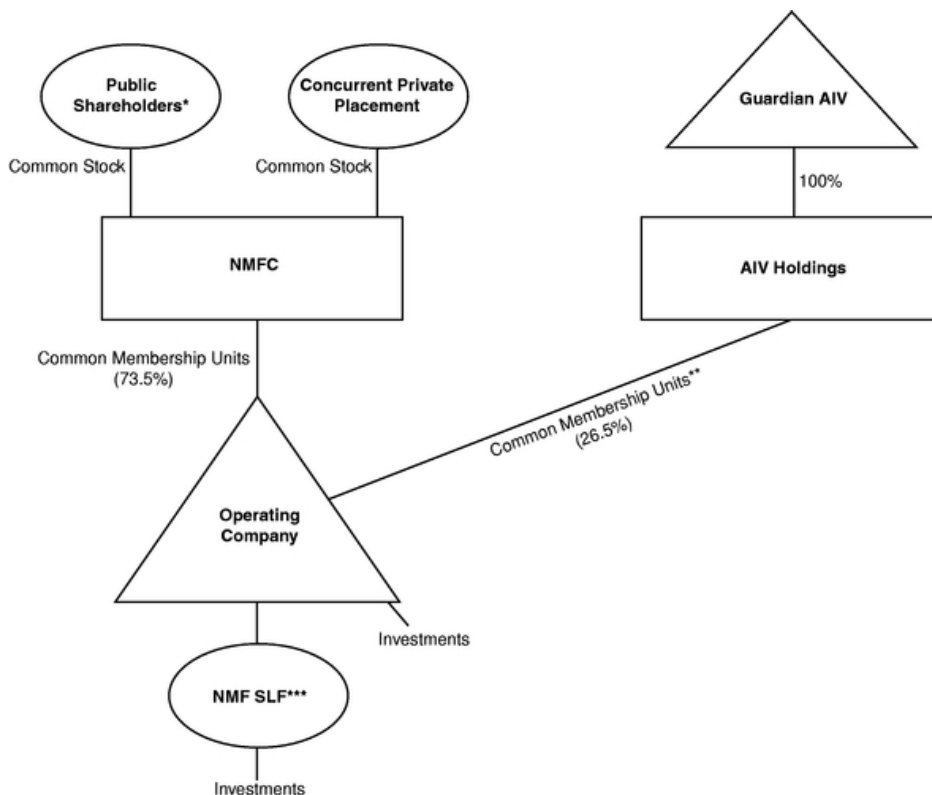 Public
Shareholders*
Concurrent Private
Placement
Guardian AIV
Common Stock
Common Stock
100%
NMFC
AIV Holdings
Common Membership Units
(73.5%)
Common Membership Units**
(26.5%)
Operating
Company
Investments
NMF SLF***
Investments